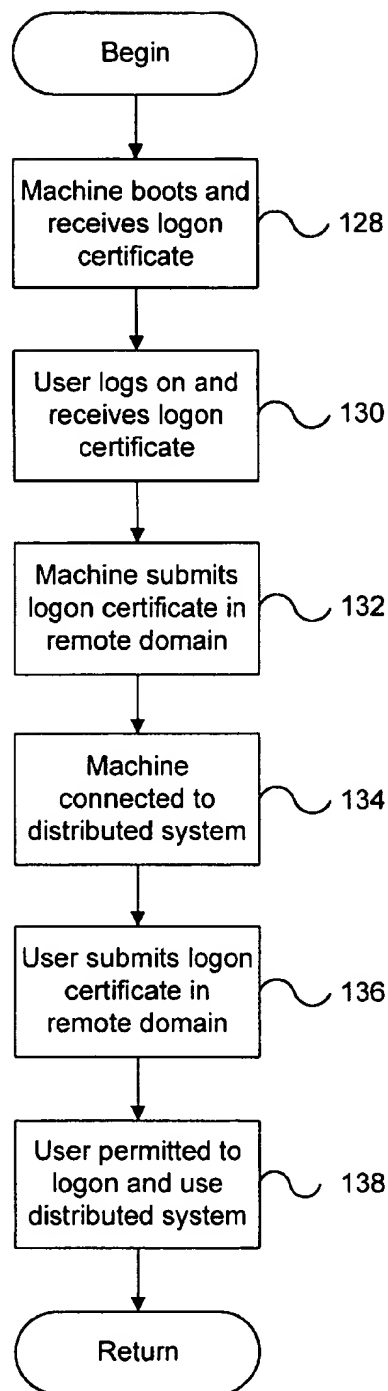 Begin
Machine boots and
receives logon
certificate
128
User logs on and
receives logon
certificate
130
Machine submits
logon certificate in
remote domain
132
Machine
connected to
distributed system
134
User submits logon
certificate in
remote domain
136
User permitted to
logon and use
distributed system
138
Return